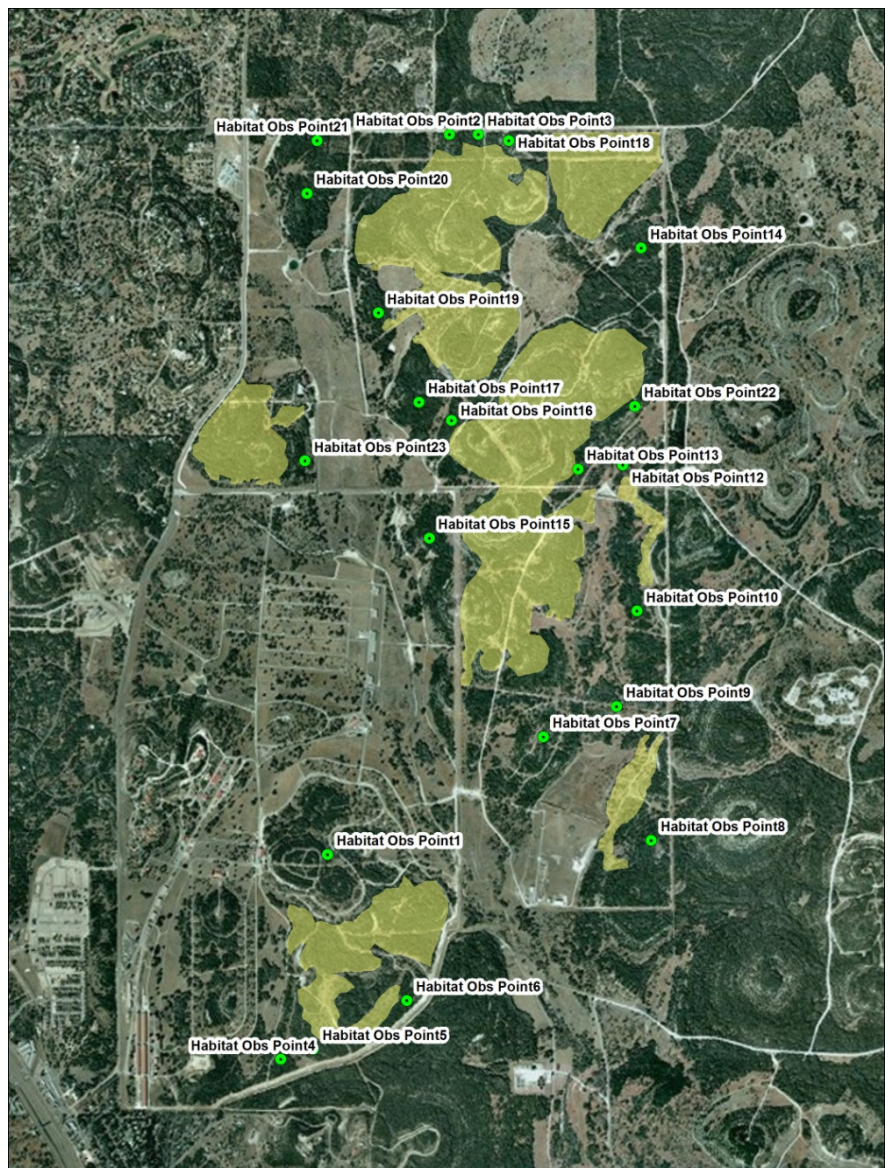 Habitat Obs Point21
Habitat Obs Point2
Habitat Obs Point3
Habitat Obs Point18
Habitat Obs Point20
Habitat Obs Point14
Habitat Obs Point19
Habitat Obs Point17
Habitat Obs Point22
Habitat Obs Point16
Habitat Obs Point23
Habitat Obs Point13
Habitat Obs Point12
Habitat Obs Point15
Habitat Obs Point10
Habitat Obs Point9
Habitat Obs Point7
Habitat Obs Point8
Habitat Obs Point1
Habitat Obs Point6
Habitat Obs Point5
Habitat Obs Point4